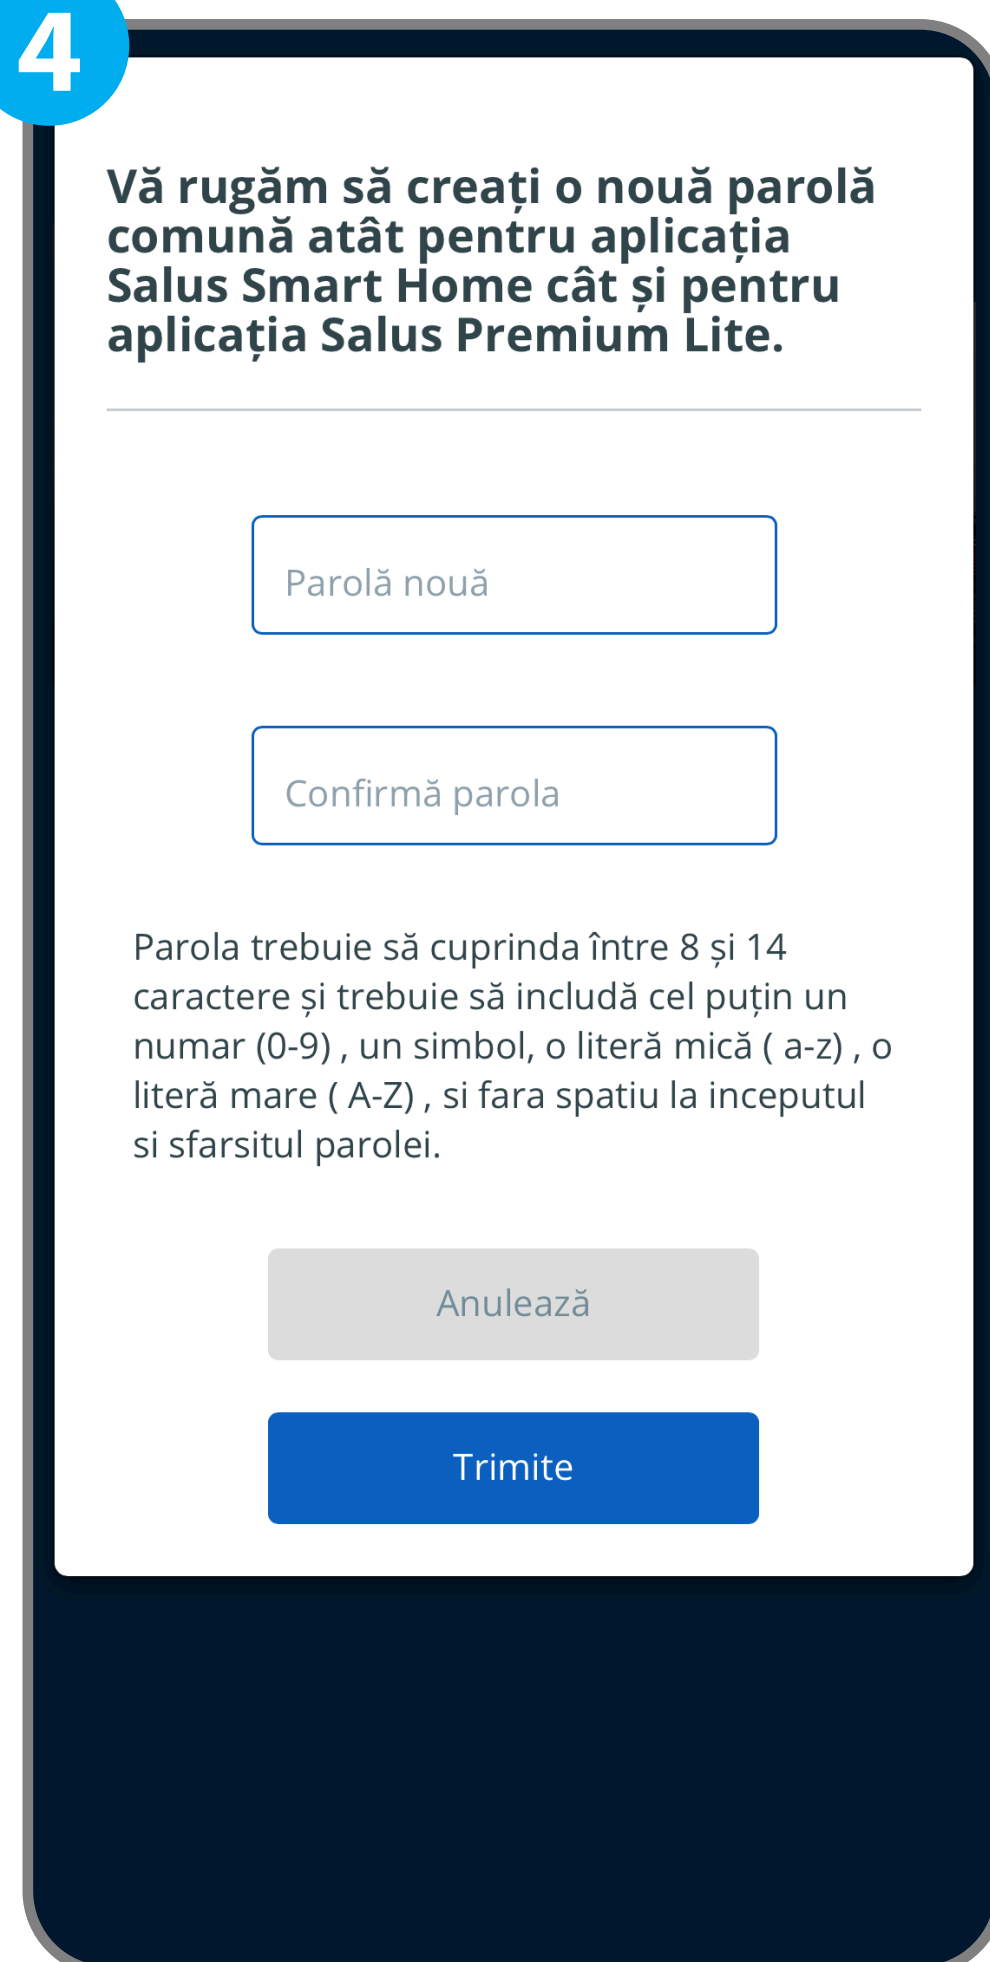 4
Vă rugăm să creați o nouă parolă
comună atât pentru aplicația
Salus Smart Home cât și pentru
aplicația Salus Premium Lite.
Parolă nouă
Confirmă parola
Parola trebuie să cuprinda între 8 și 14
caractere și trebuie să includă cel puțin un
numar (0-9) , un simbol, o literă mică ( a-z) , o
literă mare ( A-Z) , si fara spatiu la inceputul
si sfarsitul parolei.
Anulează
Trimite